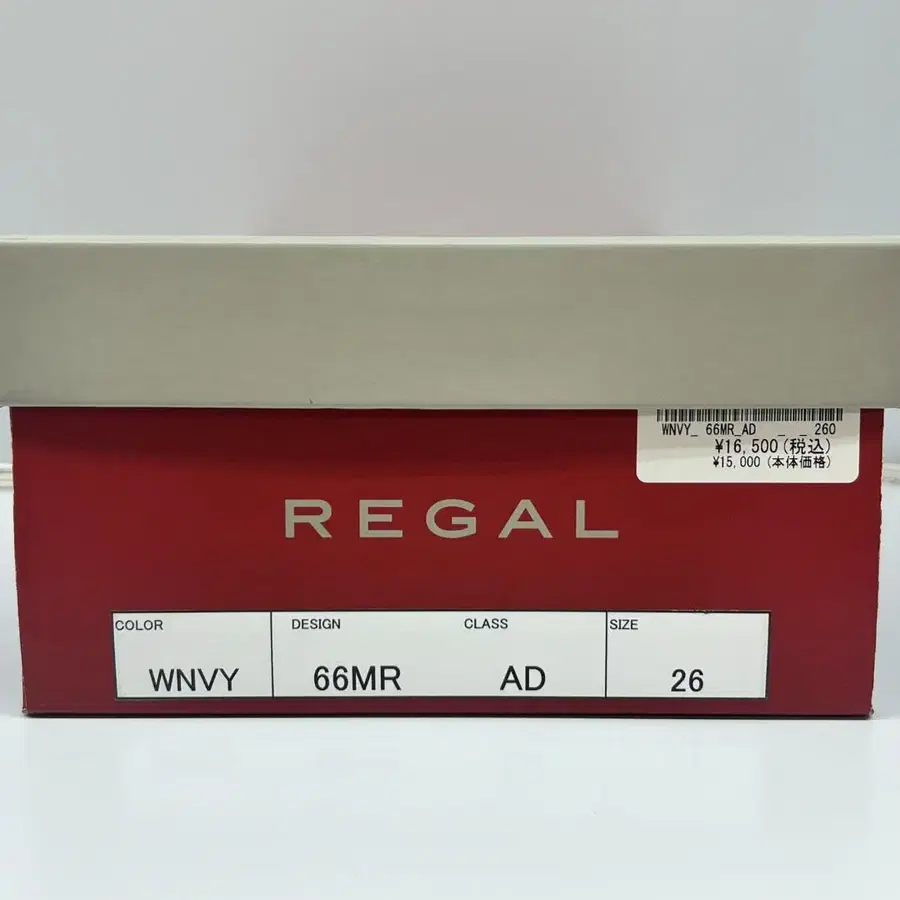 WNVY_ 66MR_AD _ _ 260
¥16,500(税込)
¥15,000(本体価格)
REGAL
COLOR DESIGN CLASS SIZE
WNVY 66MR AD 26